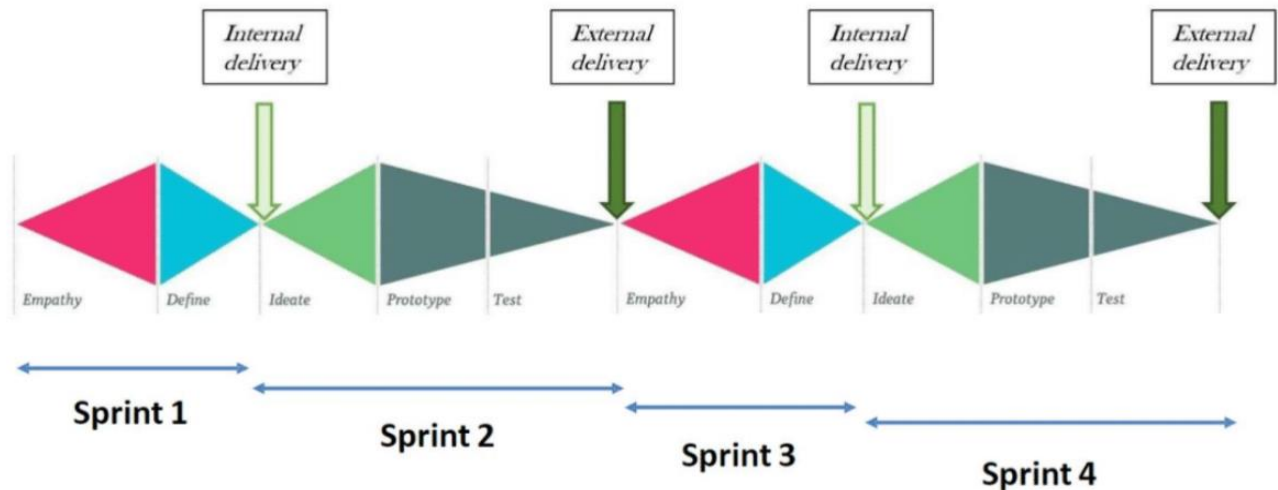 Internal
delivery
External
delivery
Internal
delivery
External
delivery
Empathy
Define
Ideate
Prototype
Test
Empathy
Define
Ideate
Prototype
Test
Sprint 1
Sprint 2
Sprint 3
Sprint 4